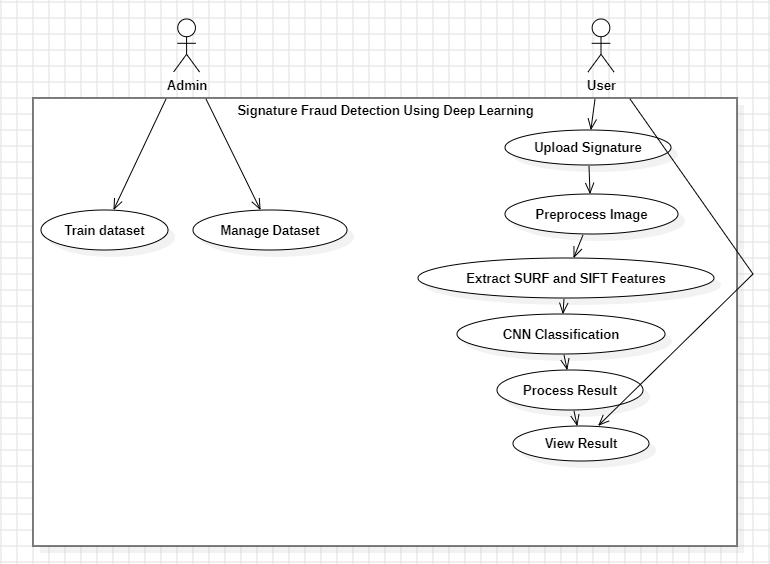 Admin
User
Signature Fraud Detection Using Deep Learning
Upload Signature
Preprocess Image
Train dataset
Manage Dataset
Extract SURF and SIFT Features
CNN Classification
Process Result
View Result